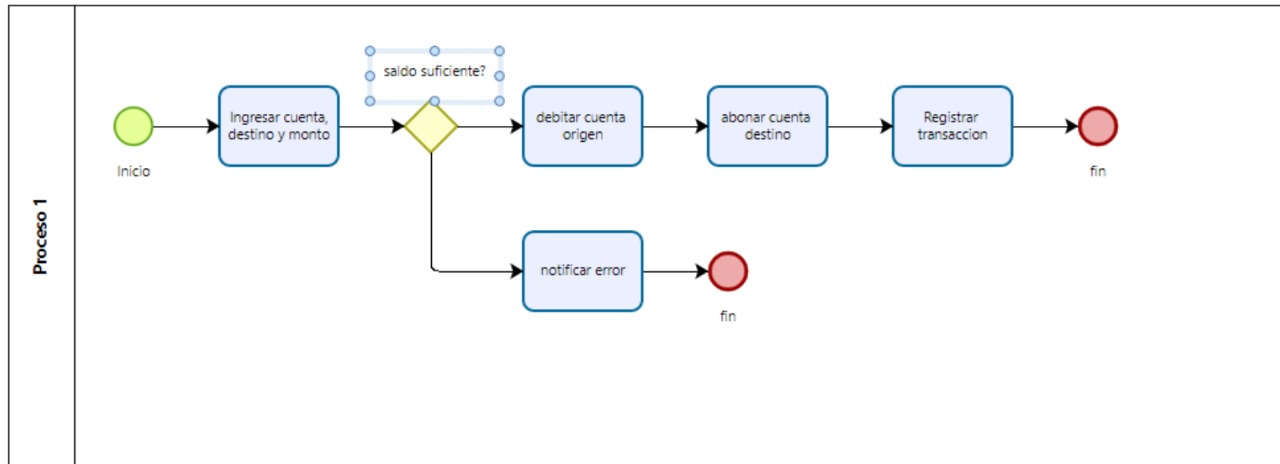 Proceso 1
Inicio
Ingresar cuenta,
destino y monto
saldo suficiente?
debitar cuenta
origen
abonar cuenta
destino
Registrar
transaccion
fin
notificar error
fin